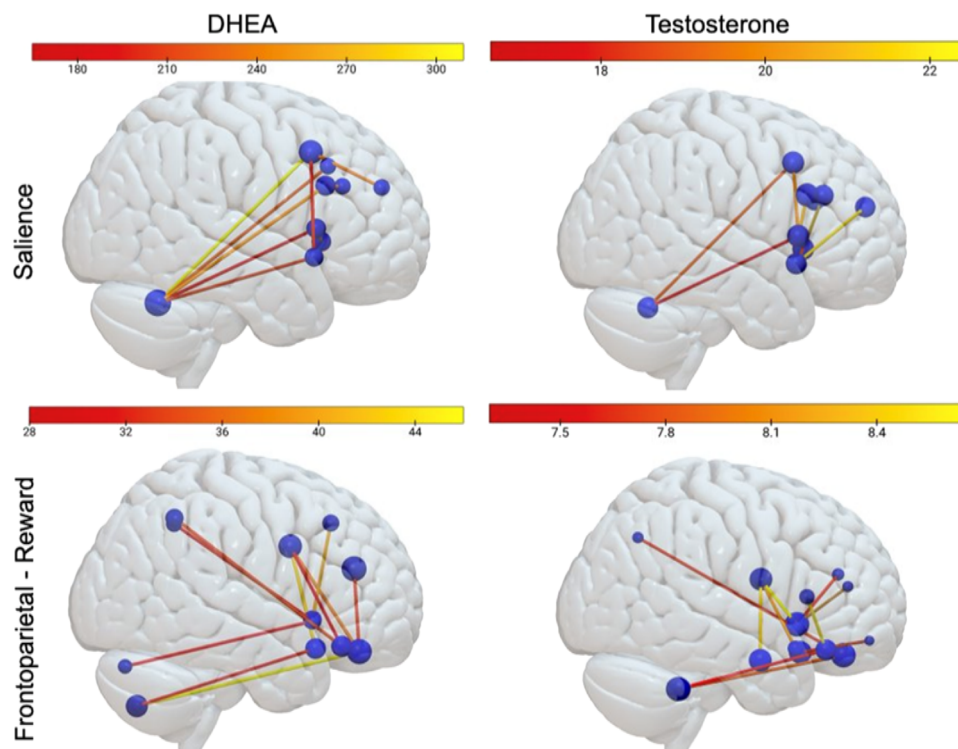 DHEA
Testosterone
180 210 240 270 300
18 20 22
Salience
28 32 36 40 44
7.5 7.8 8.1 8.4
Frontoparietal - Reward